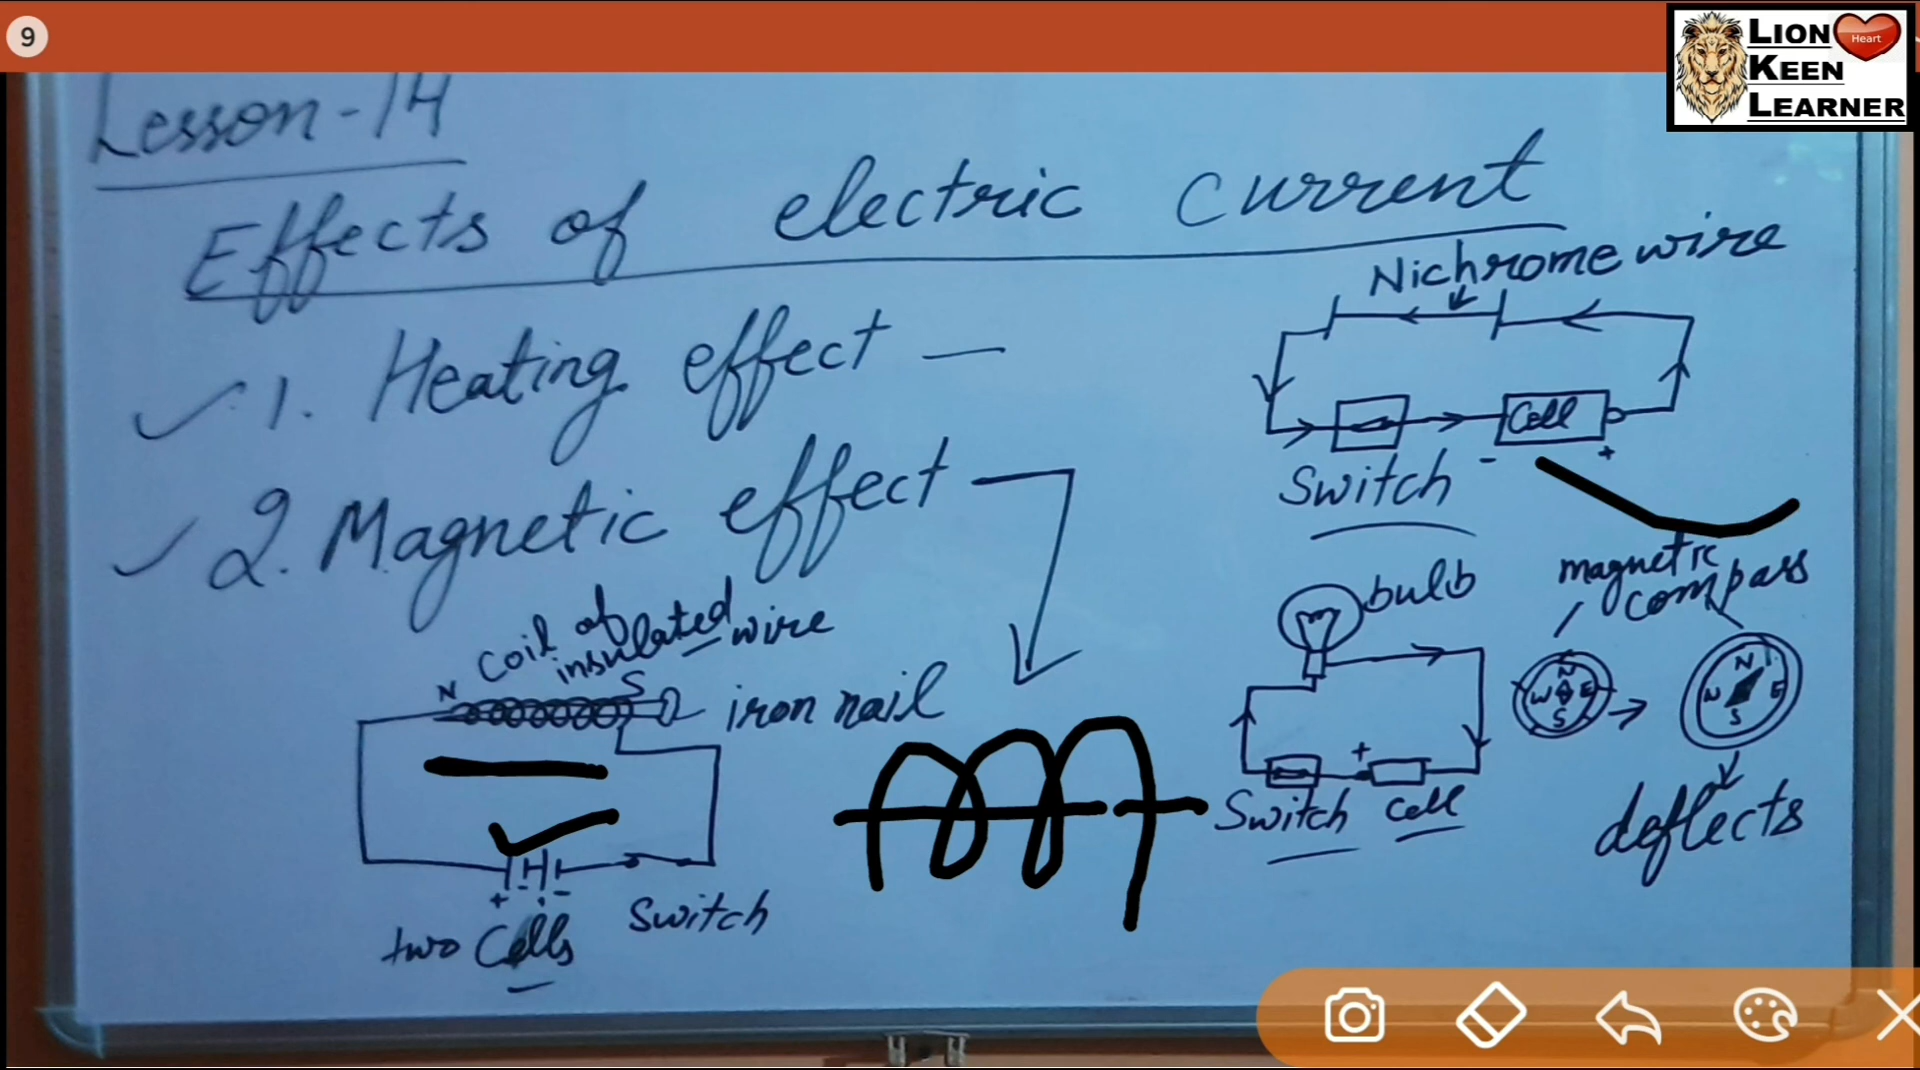 9
LION Heart
KEEN
LEARNER
Lesson-14
Effects of electric current
1. Heating effect —
2. Magnetic effect
Nichrome wire
Cell
- +
Switch
coil of
insulated wire
N S
iron nail
+ - + -
two Cells
Switch
bulb
+
Switch Cell
magnetic
compass
N
W E
S
N
W E
S
deflects